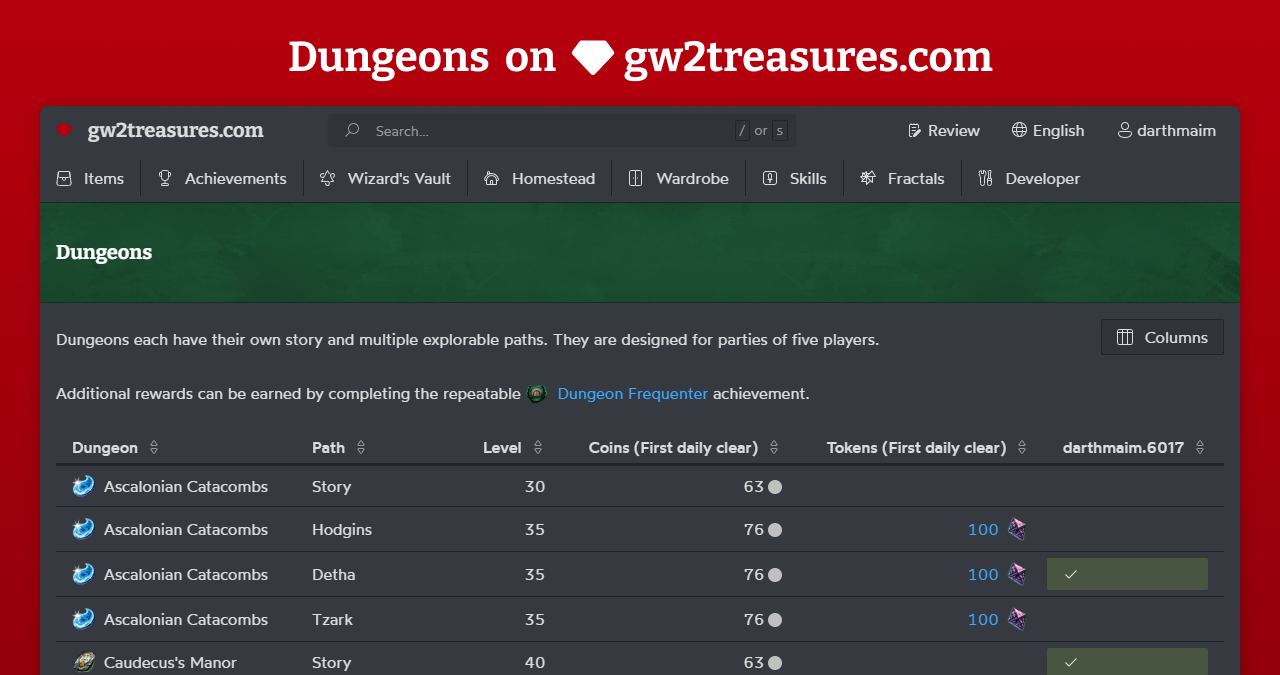 Dungeons on gw2treasures.com
gw2treasures.com Search... / or s Review English darthmaim
Items Achievements Wizard's Vault Homestead Wardrobe Skills Fractals Developer
Dungeons
Dungeons each have their own story and multiple explorable paths. They are designed for parties of five players. Columns
Additional rewards can be earned by completing the repeatable Dungeon Frequenter achievement.
Dungeon Path Level Coins (First daily clear) Tokens (First daily clear) darthmaim.6017
Ascalonian Catacombs Story 30 63
Ascalonian Catacombs Hodgins 35 76 100
Ascalonian Catacombs Detha 35 76 100
Ascalonian Catacombs Tzark 35 76 100
Caudecus's Manor Story 40 63